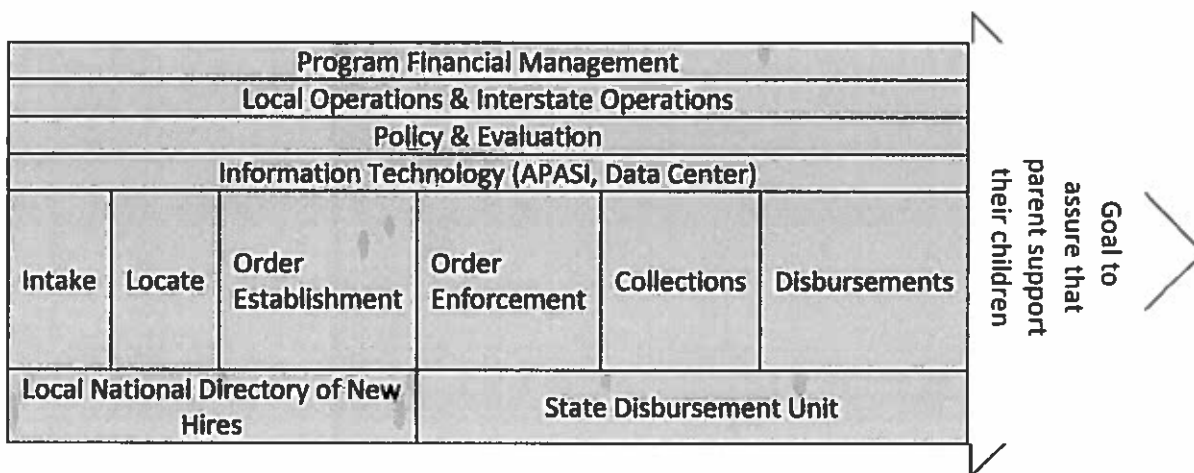 Program Financial Management
Local Operations & Interstate Operations
Policy & Evaluation
Information Technology (APASI, Data Center)
Intake
Locate
Order
Establishment
Order
Enforcement
Collections
Disbursements
Local National Directory of New
Hires
State Disbursement Unit
Goal to
assure that
parent support
their children